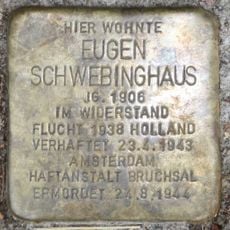 HIER WOHNTE
EUGEN
SCHWEBINGHAUS
JG. 1906
IM WIDERSTAND
FLUCHT 1938 HOLLAND
VERHAFTET 23.4.1943
AMSTERDAM
HAFTANSTALT BRUCHSAL
ERMORDET 24.8.1944